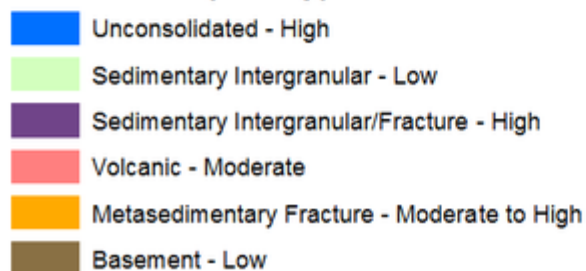 Unconsolidated - High
Sedimentary Intergranular - Low
Sedimentary Intergranular/Fracture - High
Volcanic - Moderate
Metasedimentary Fracture - Moderate to High
Basement - Low